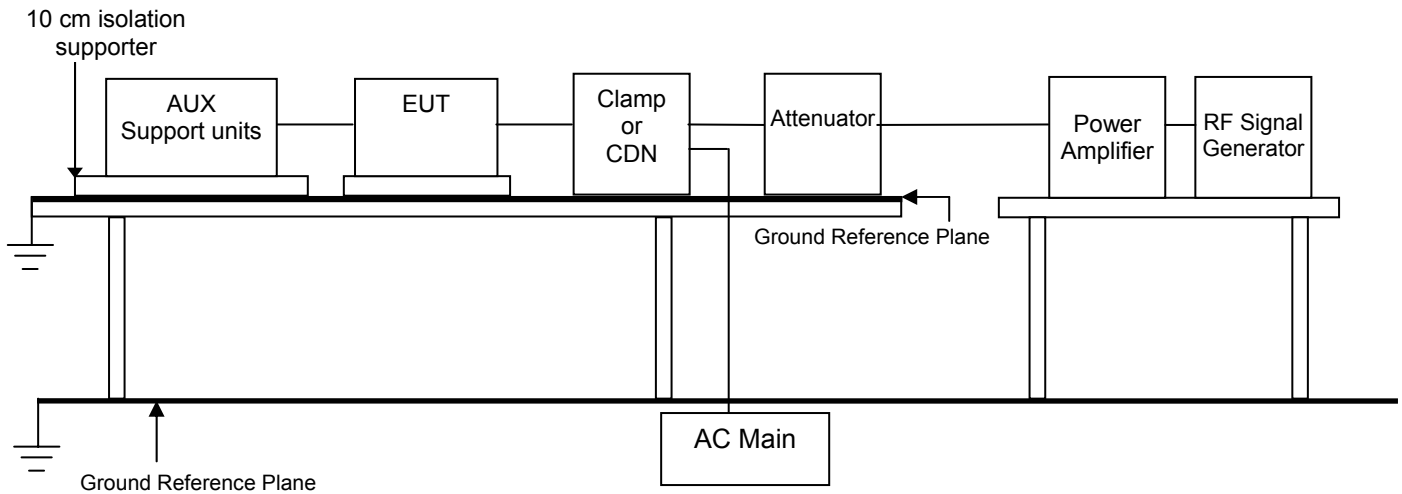 10 cm isolation
supporter
AUX
Support units
EUT
Clamp
or
CDN
Attenuator
Power
Amplifier
RF Signal
Generator
Ground Reference Plane
AC Main
Ground Reference Plane